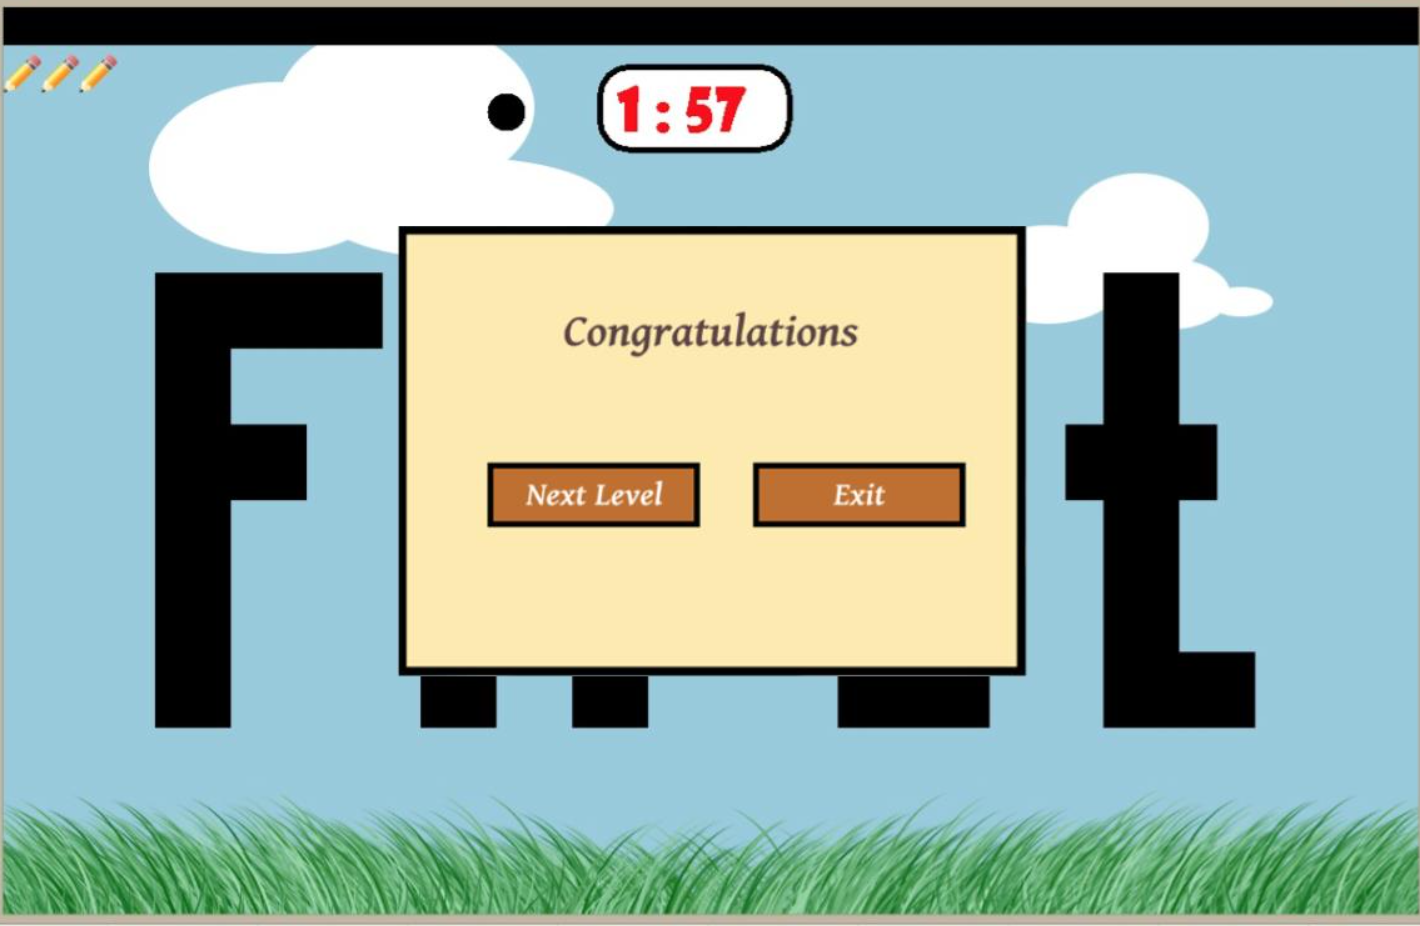 1:57
F t
Congratulations
Next Level Exit